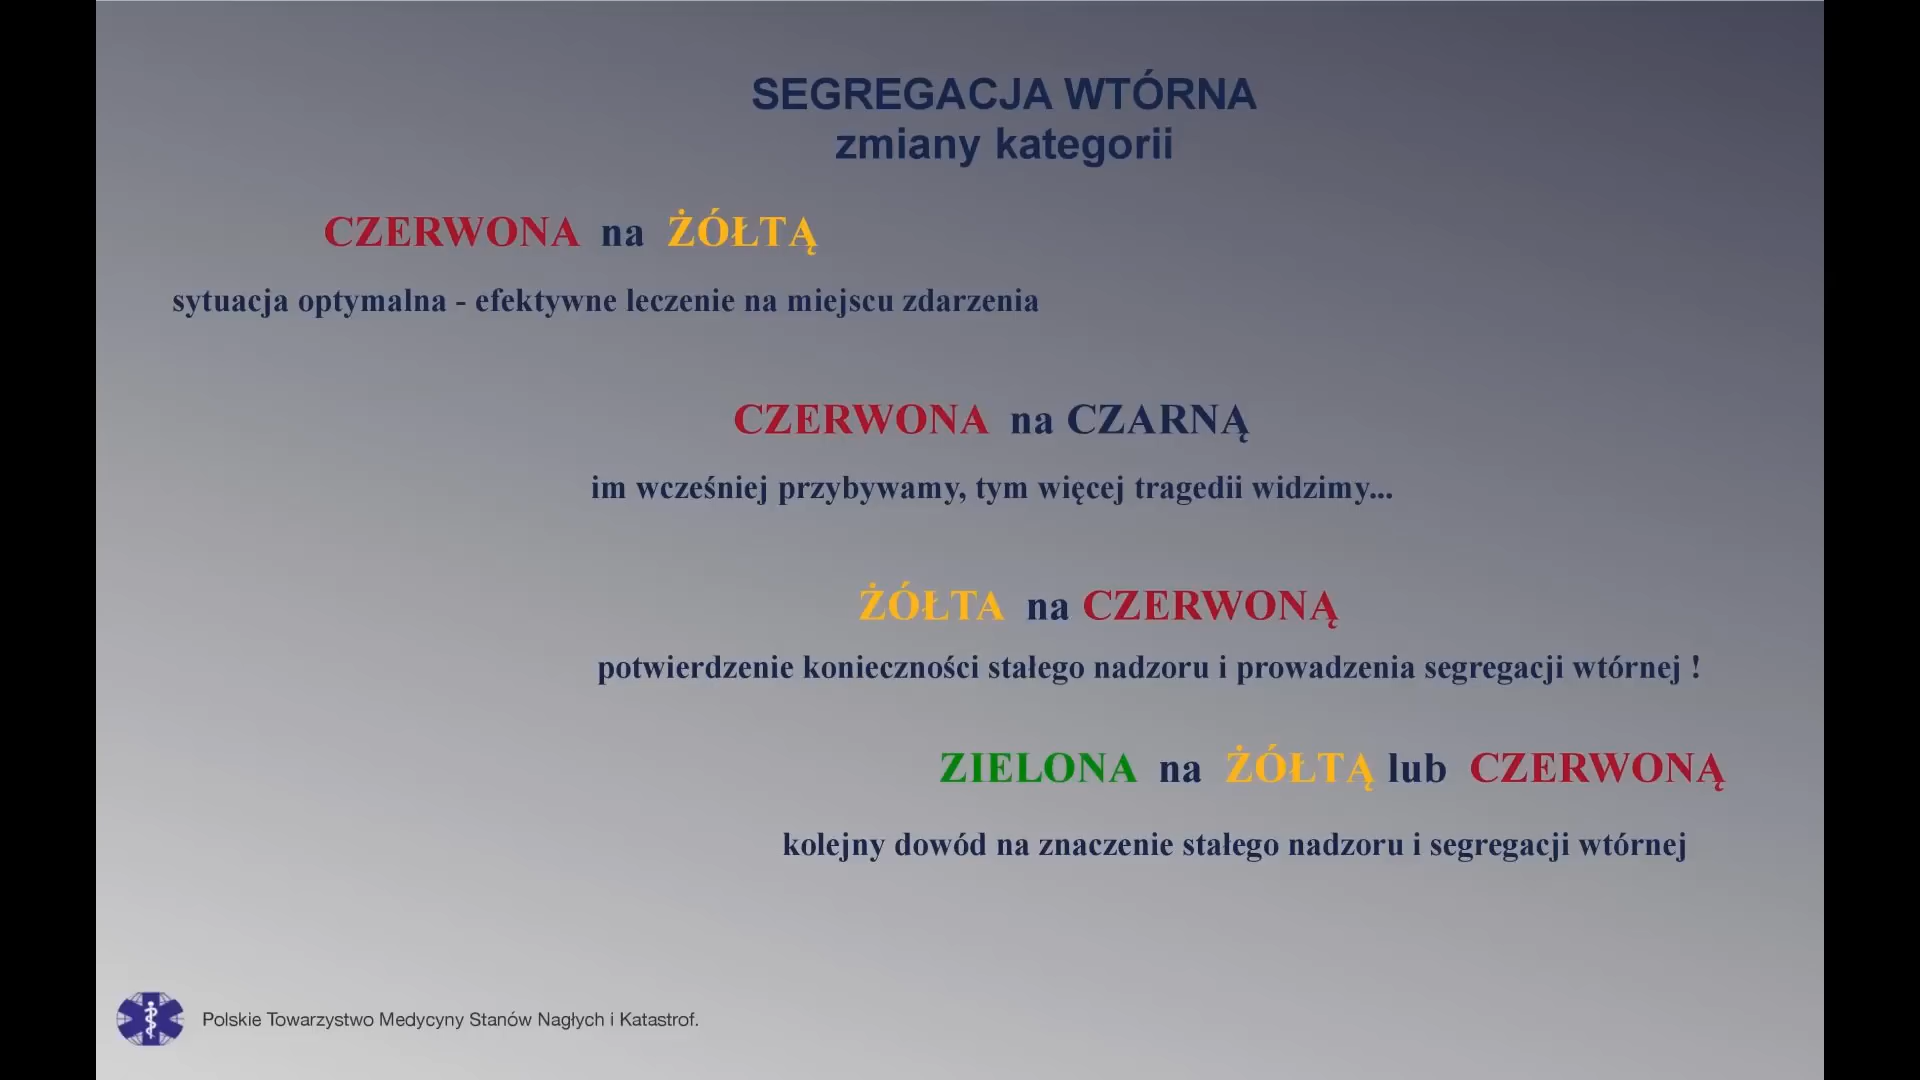 SEGREGACJA WTÓRNA
zmiany kategorii
CZERWONA na ŻÓŁTĄ
sytuacja optymalna - efektywne leczenie na miejscu zdarzenia
CZERWONA na CZARNĄ
im wcześniej przybywamy, tym więcej tragedii widzimy...
ŻÓŁTA na CZERWONĄ
potwierdzenie konieczności stałego nadzoru i prowadzenia segregacji wtórnej !
ZIELONA na ŻÓŁTĄ lub CZERWONĄ
kolejny dowód na znaczenie stałego nadzoru i segregacji wtórnej
Polskie Towarzystwo Medycyny Stanów Nagłych i Katastrof.